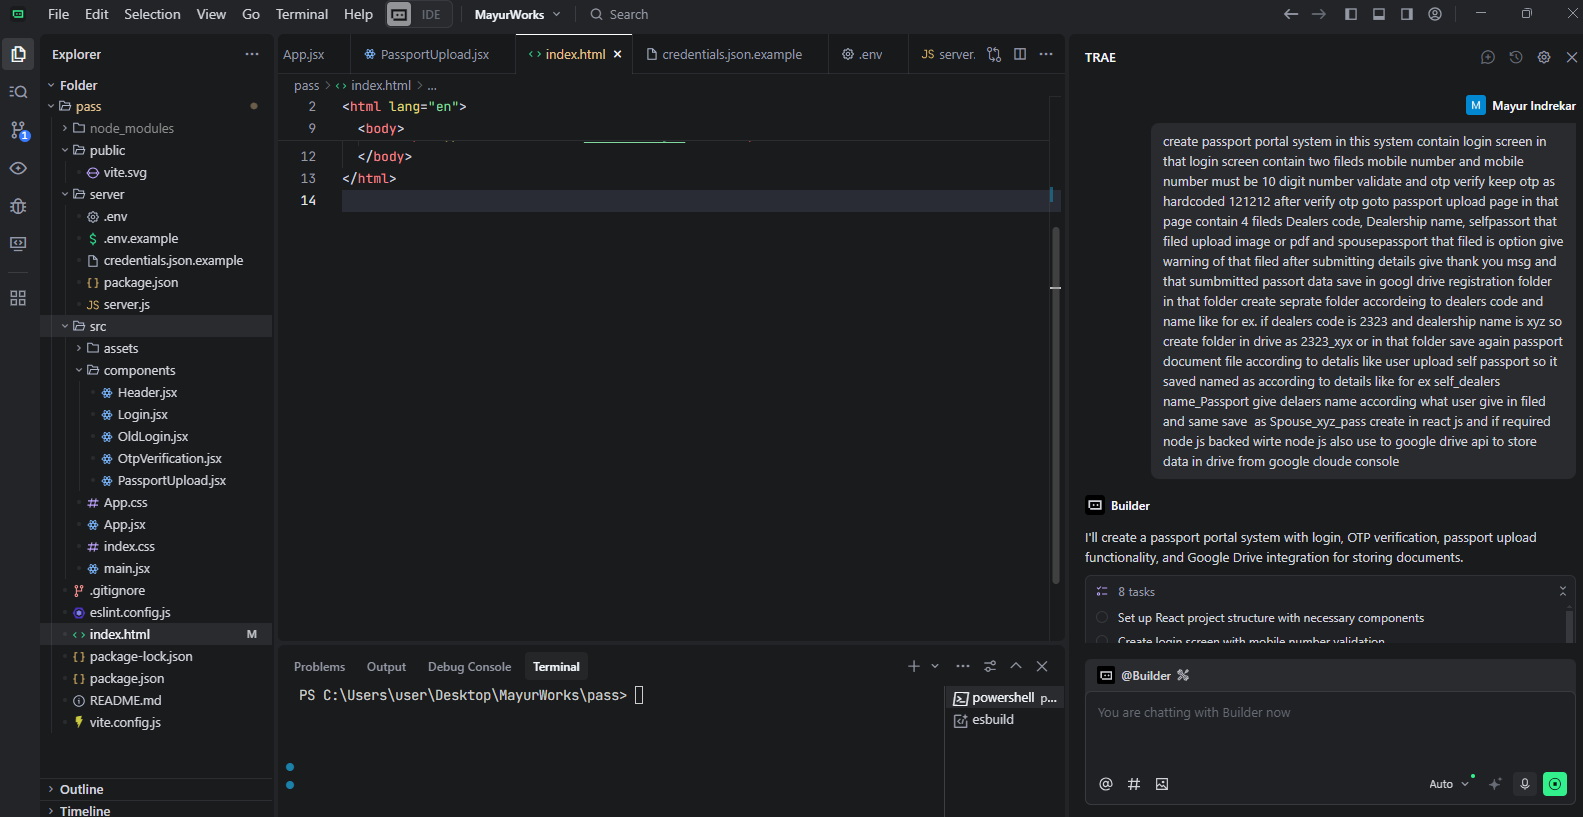 File Edit Selection View Go Terminal Help IDE MayurWorks Search
Explorer
Folder
pass
node_modules
public
vite.svg
server
.env
.env.example
credentials.json.example
package.json
JS server.js
src
assets
components
Header.jsx
Login.jsx
OldLogin.jsx
OtpVerification.jsx
PassportUpload.jsx
App.css
App.jsx
index.css
main.jsx
.gitignore
eslint.config.js
index.html M
package-lock.json
package.json
README.md
vite.config.js
Outline
Timeline
1
App.jsx PassportUpload.jsx index.html credentials.json.example .env JS server.
pass > index.html > ...
2 <html lang="en">
9 <body>
12 </body>
13 </html>
14
Problems Output Debug Console Terminal
PS C:\Users\user\Desktop\MayurWorks\pass>
powershell p...
esbuild
TRAE
M Mayur Indrekar
create passport portal system in this system contain login screen in
that login screen contain two fileds mobile number and mobile
number must be 10 digit number validate and otp verify keep otp as
hardcoded 121212 after verify otp goto passport upload page in that
page contain 4 fileds Dealers code, Dealership name, selfpassort that
filed upload image or pdf and spousepassport that filed is option give
warning of that filed after submitting details give thank you msg and
that sumbmitted passort data save in googl drive registration folder
in that folder create seprate folder accordeing to dealers code and
name like for ex. if dealers code is 2323 and dealership name is xyz so
create folder in drive as 2323_xyx or in that folder save again passport
document file according to detalis like user upload self passport so it
saved named as according to details like for ex self_dealers
name_Passport give delaers name according what user give in filed
and same save as Spouse_xyz_pass create in react js and if required
node js backed wirte node js also use to google drive api to store
data in drive from google cloude console
Builder
I'll create a passport portal system with login, OTP verification, passport upload
functionality, and Google Drive integration for storing documents.
8 tasks
Set up React project structure with necessary components
Create login screen with mobile number validation
@Builder
You are chatting with Builder now
Auto